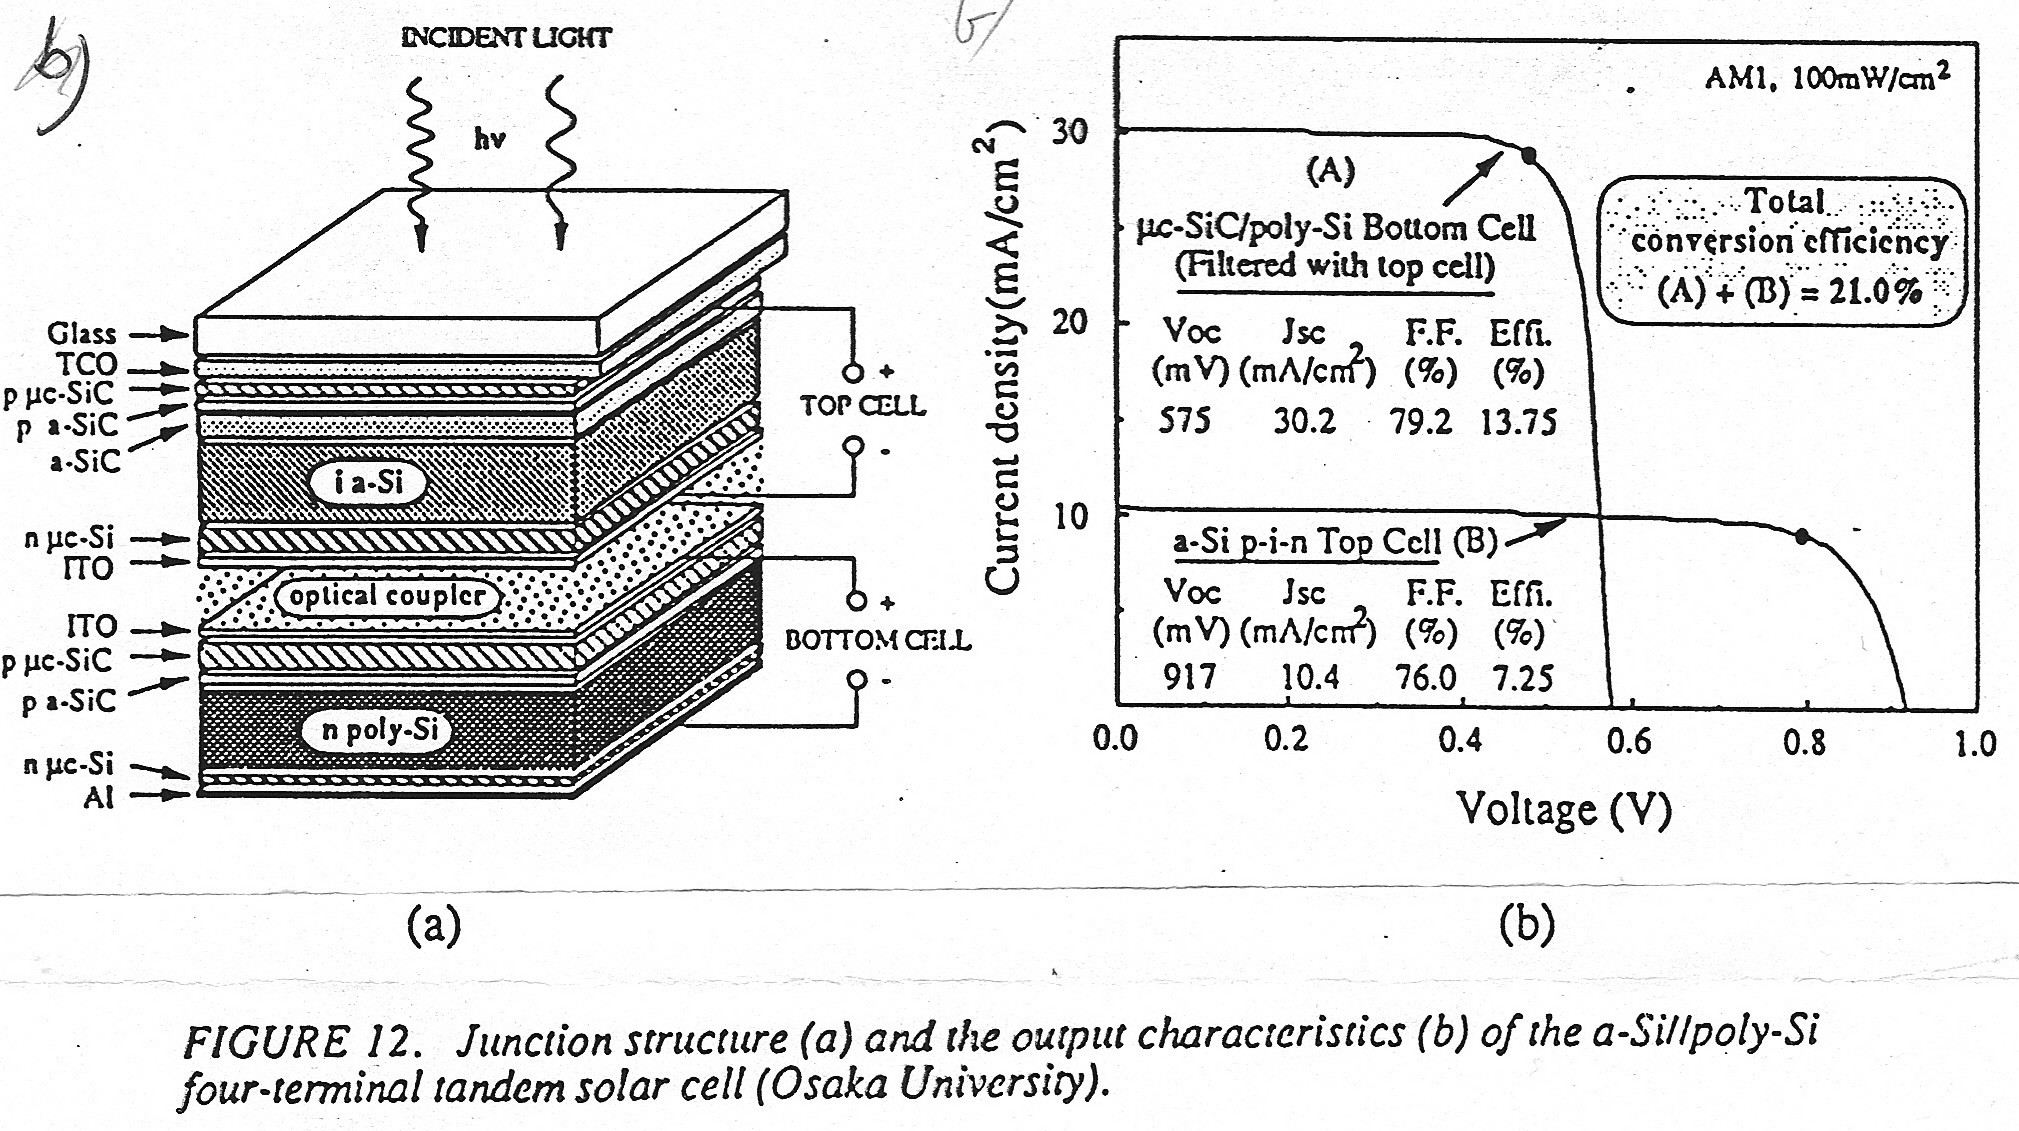 b)
INCIDENT LIGHT
hν
Glass
TCO
p μc-SiC
p a-SiC
a-SiC
i a-Si
n μc-Si
ITO
optical coupler
ITO
p μc-SiC
p a-SiC
n poly-Si
n μc-Si
Al
+
TOP CELL
-
+
BOTTOM CELL
-
(a)
AM1, 100mW/cm²
Current density(mA/cm²)
30
20
10
(A)
μc-SiC/poly-Si Bottom Cell
(Filtered with top cell)
Voc Jsc F.F. Effi.
(mV) (mA/cm²) (%) (%)
575 30.2 79.2 13.75
Total
conversion efficiency
(A) + (B) = 21.0%
a-Si p-i-n Top Cell (B)
Voc Jsc F.F. Effi.
(mV) (mA/cm²) (%) (%)
917 10.4 76.0 7.25
0.0 0.2 0.4 0.6 0.8 1.0
Voltage (V)
(b)
FIGURE 12. Junction structure (a) and the output characteristics (b) of the a-Si//poly-Si
four-terminal tandem solar cell (Osaka University).